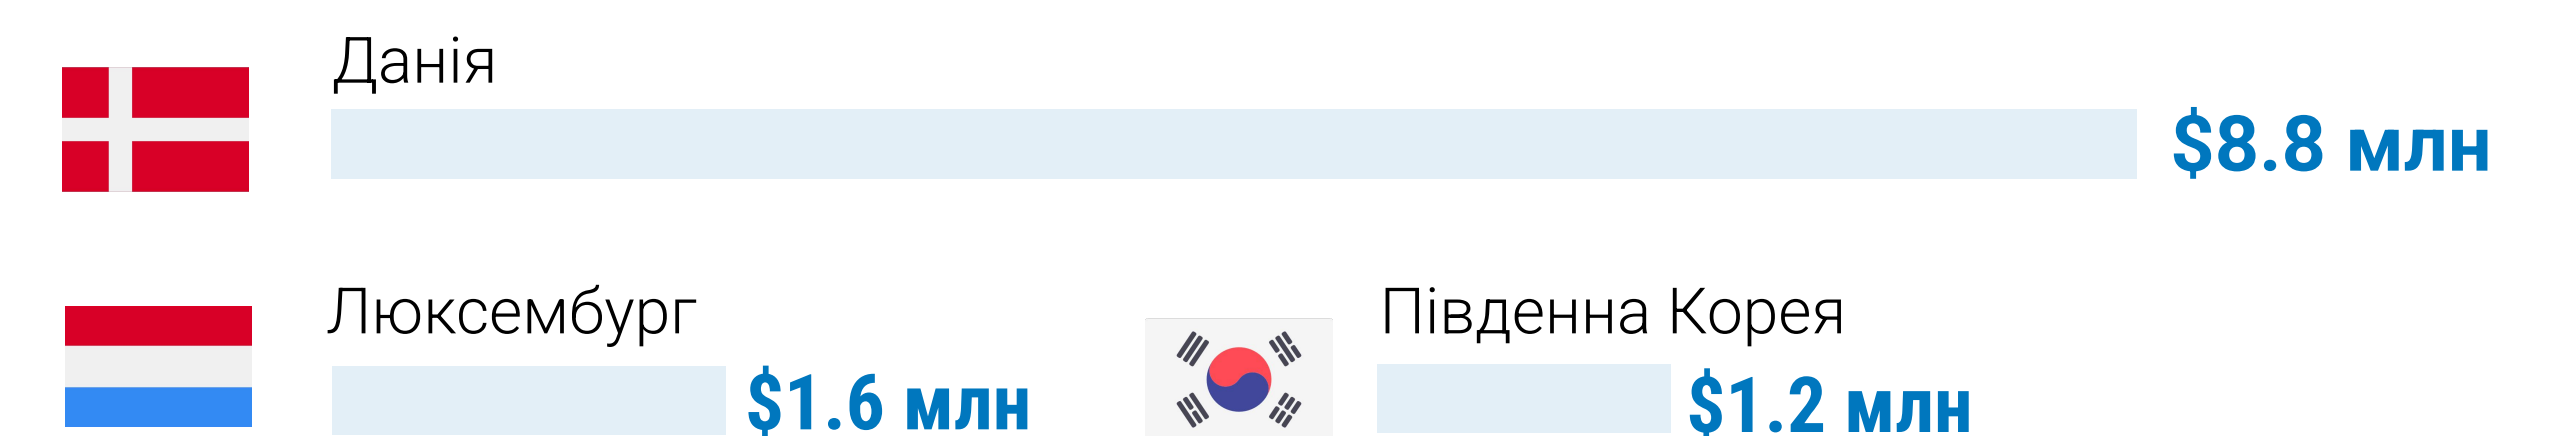 Данія
$8.8 млн
Люксембург
$1.6 млн
Південна Корея
$1.2 млн